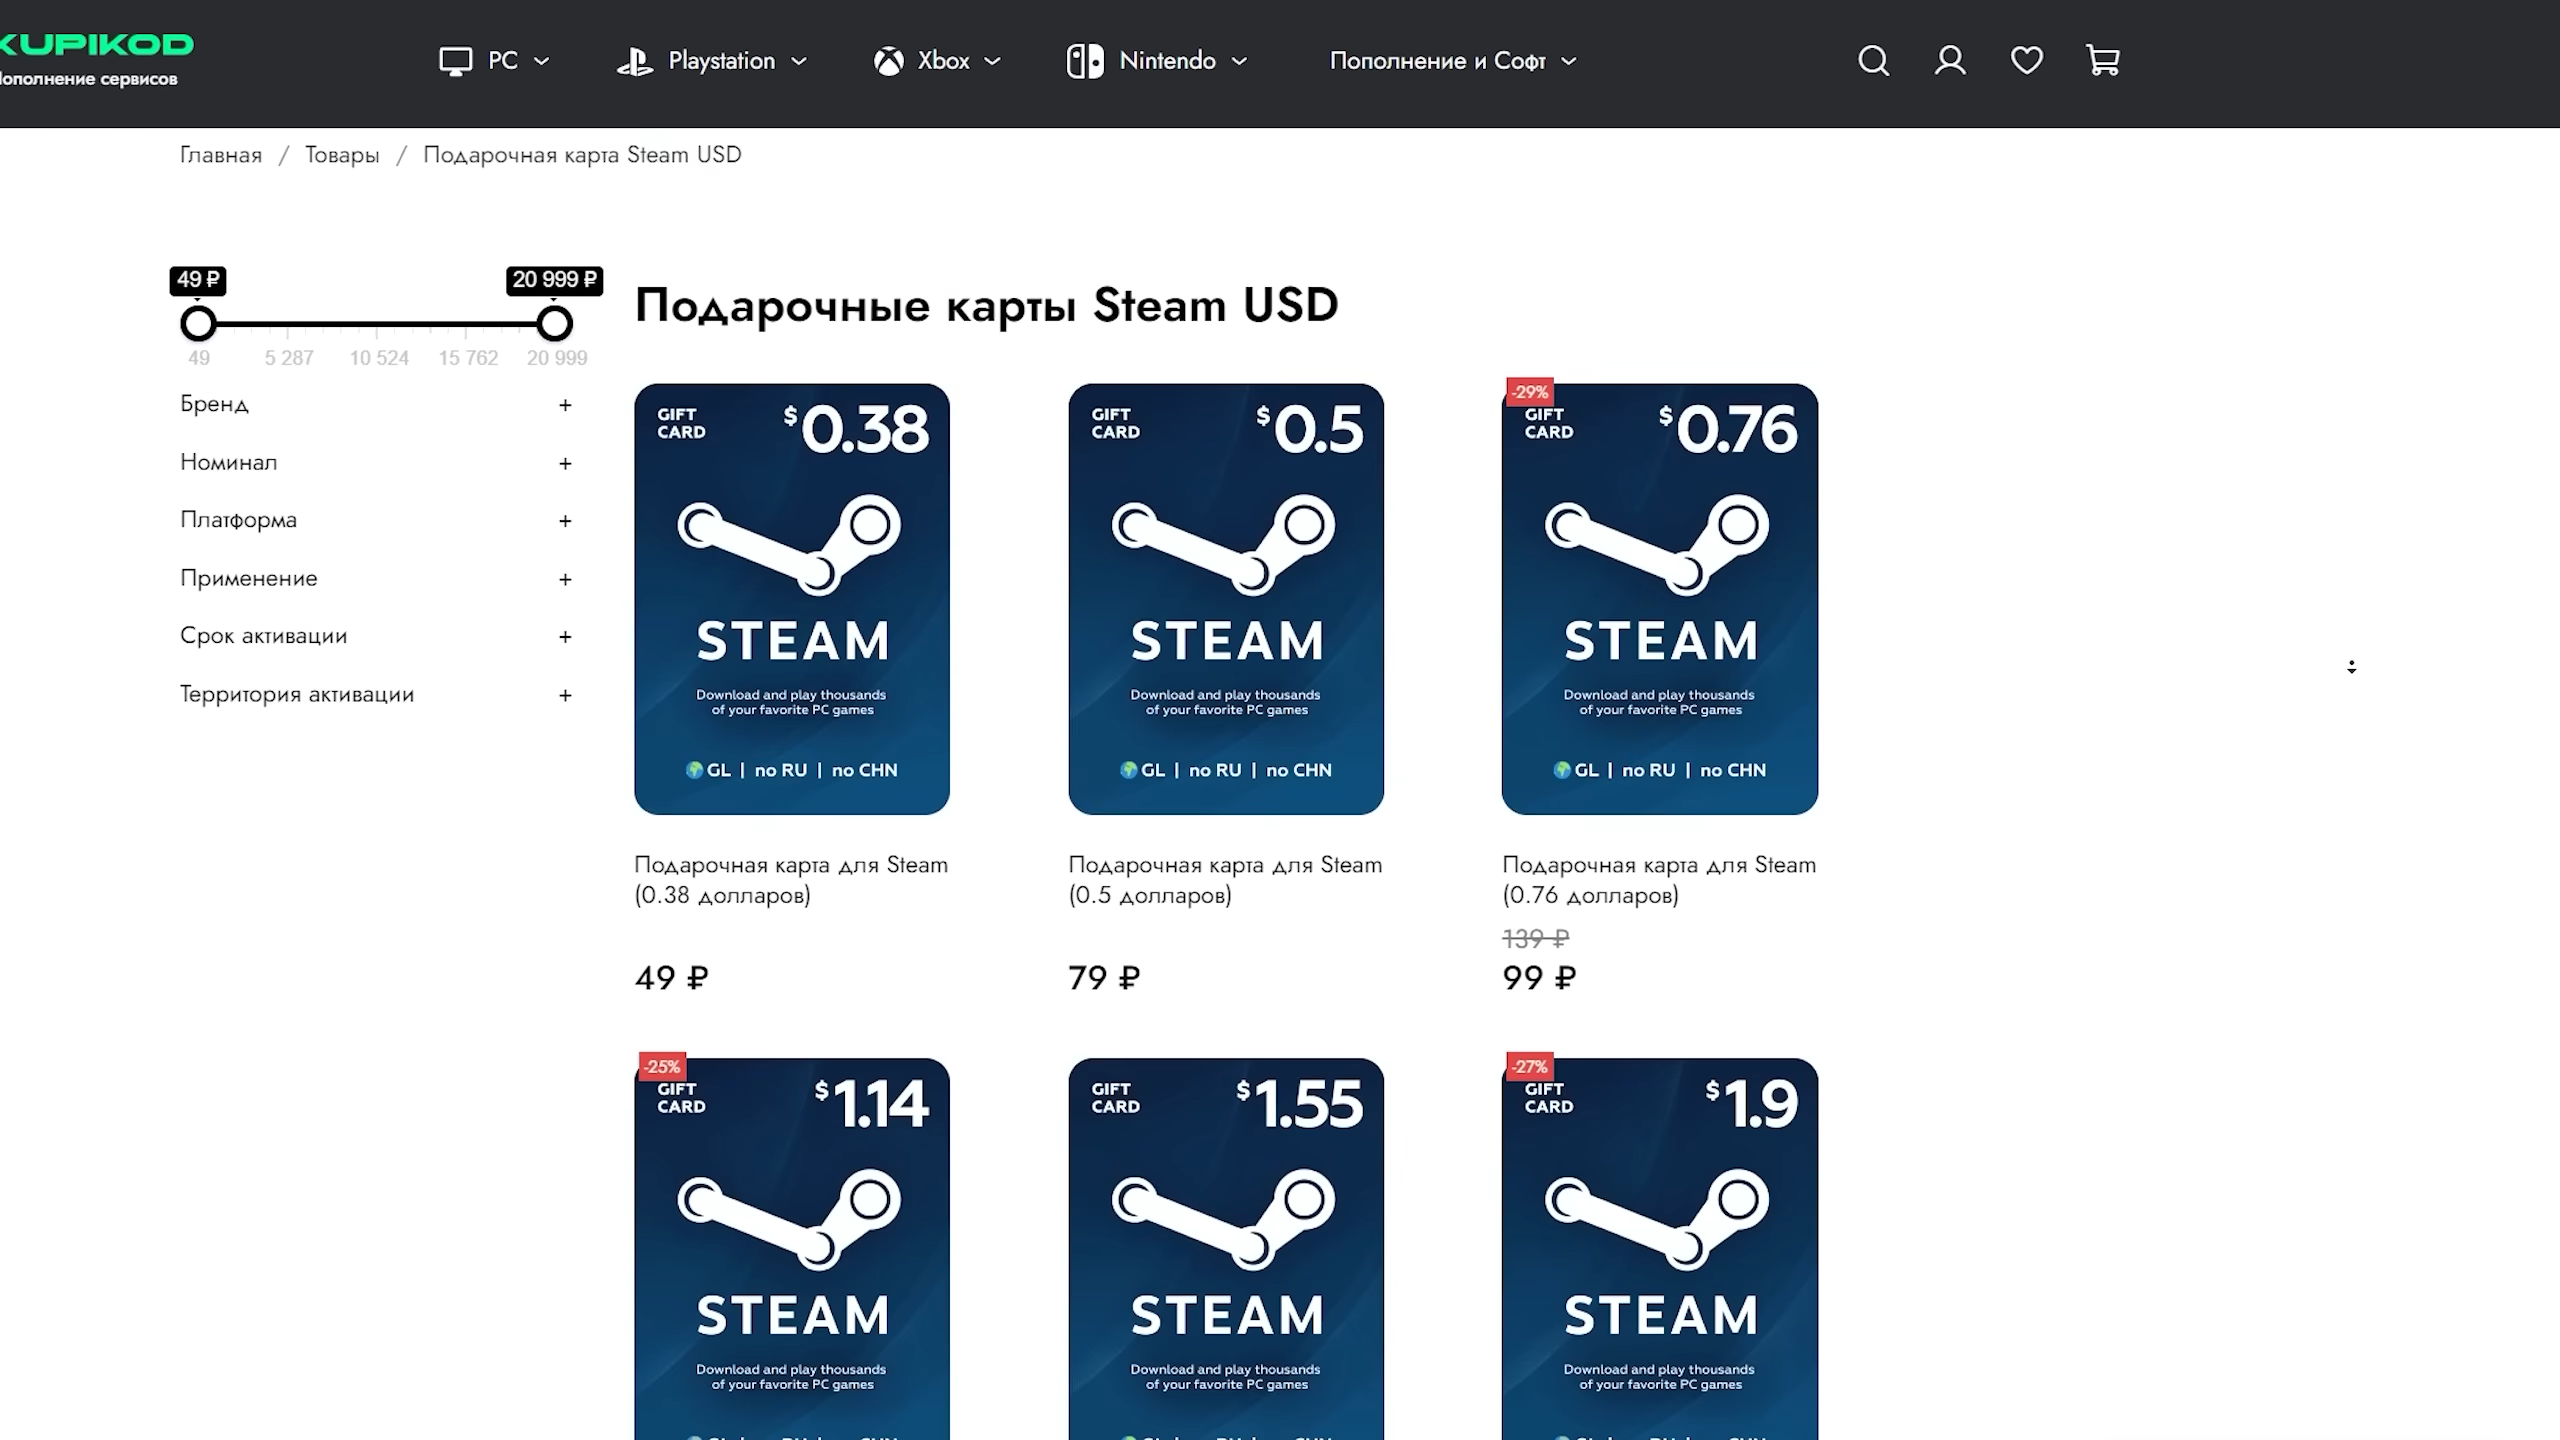 KUPIKOD
Пополнение сервисов
PC
Playstation
Xbox
Nintendo
Пополнение и Софт
Главная / Товары / Подарочная карта Steam USD
49 ₽
20 999 ₽
49 5 287 10 524 15 762 20 999
Бренд +
Номинал +
Платформа +
Применение +
Срок активации +
Территория активации +
Подарочные карты Steam USD
GIFT
CARD
$0.38
STEAM
Download and play thousands
of your favorite PC games
GL | no RU | no CHN
Подарочная карта для Steam
(0.38 долларов)
49 ₽
GIFT
CARD
$0.5
STEAM
Download and play thousands
of your favorite PC games
GL | no RU | no CHN
Подарочная карта для Steam
(0.5 долларов)
79 ₽
-29%
GIFT
CARD
$0.76
STEAM
Download and play thousands
of your favorite PC games
GL | no RU | no CHN
Подарочная карта для Steam
(0.76 долларов)
139 ₽
99 ₽
-25%
GIFT
CARD
$1.14
STEAM
Download and play thousands
of your favorite PC games
GIFT
CARD
$1.55
STEAM
Download and play thousands
of your favorite PC games
-27%
GIFT
CARD
$1.9
STEAM
Download and play thousands
of your favorite PC games